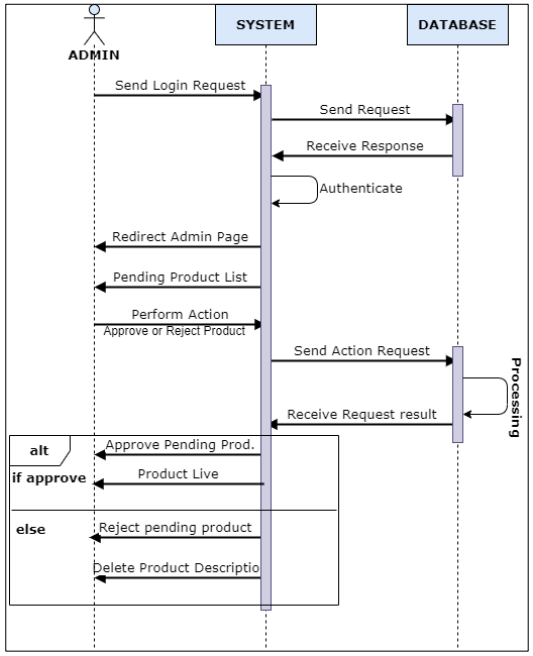 SYSTEM
DATABASE
ADMIN
Send Login Request
Send Request
Receive Response
Authenticate
Redirect Admin Page
Pending Product List
Perform Action
Approve or Reject Product
Send Action Request
Processing
Receive Request result
alt
Approve Pending Prod.
if approve
Product Live
else
Reject pending product
Delete Product Descriptio